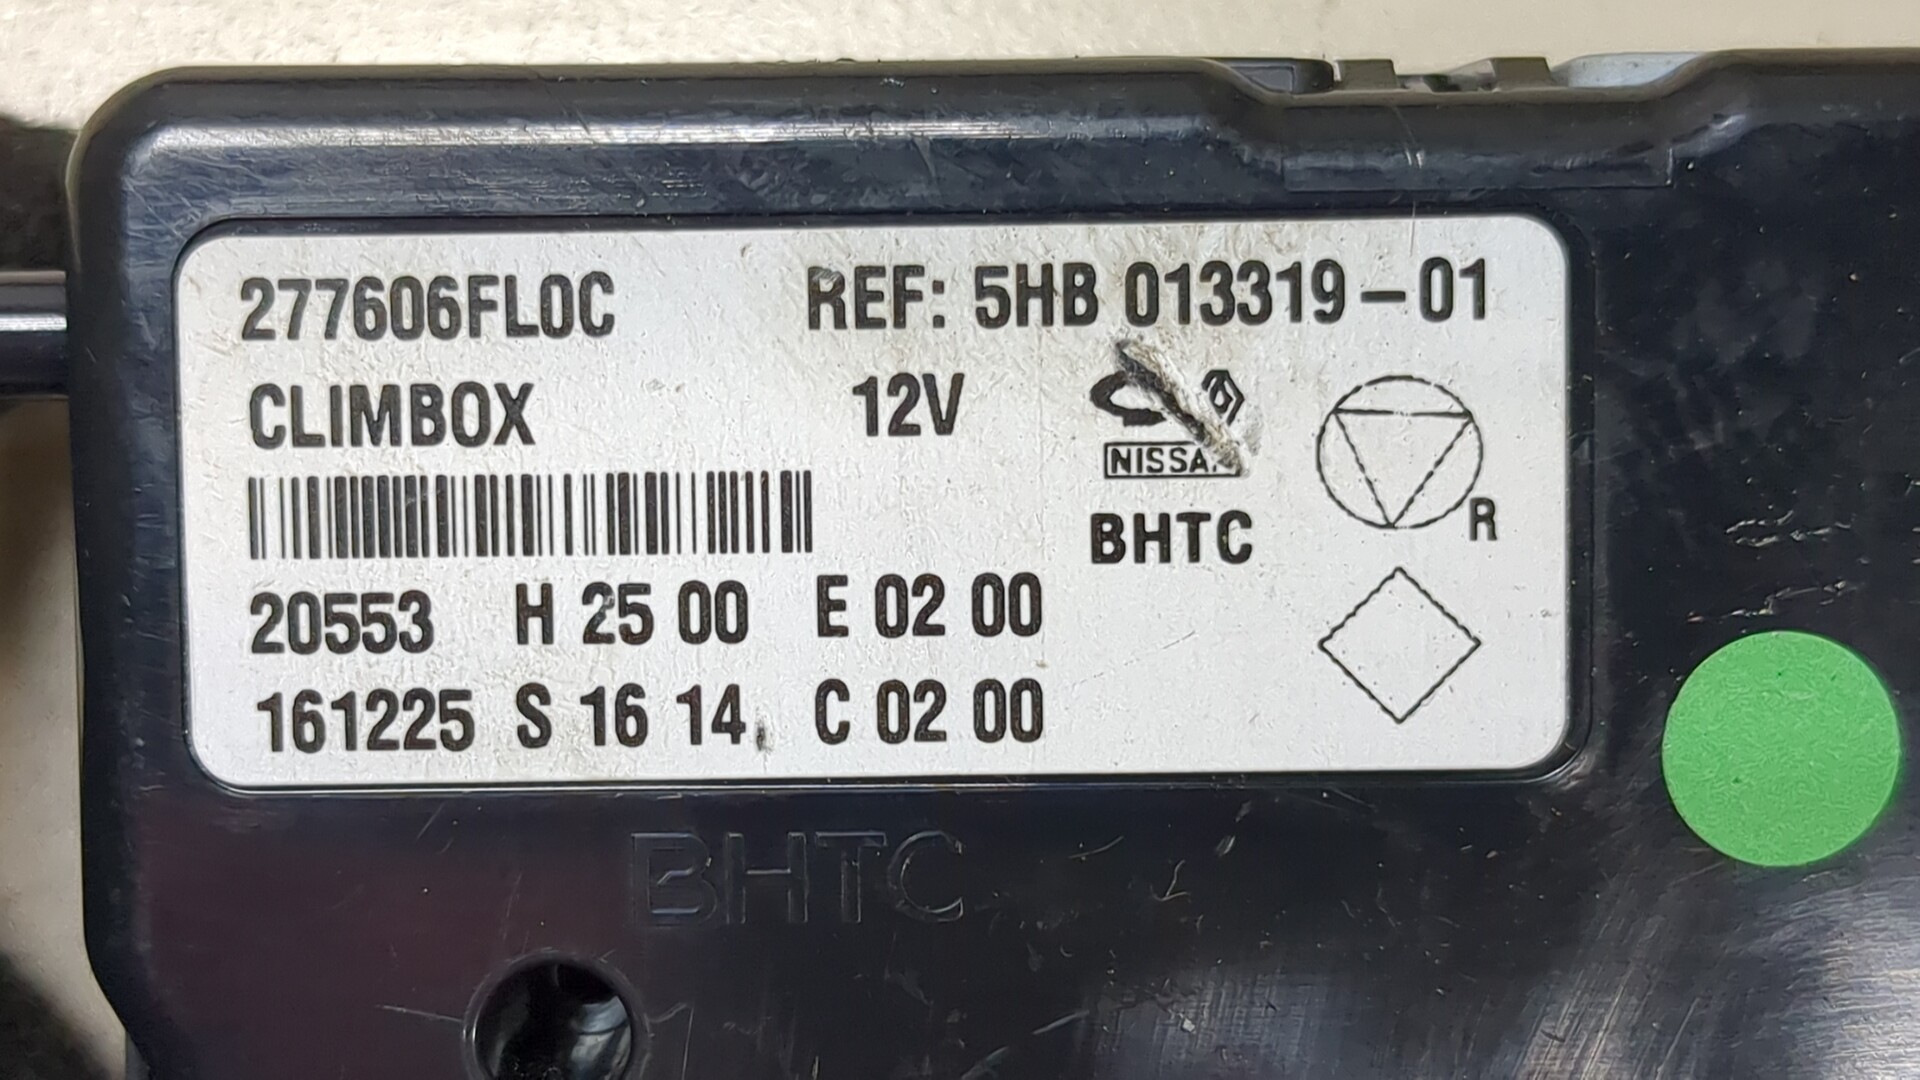 277606FL0C REF: 5HB 013319-01
CLIMBOX 12V
BHTC
R
20553 H 25 00 E 02 00
161225 S 16 14 C 02 00
BHTC